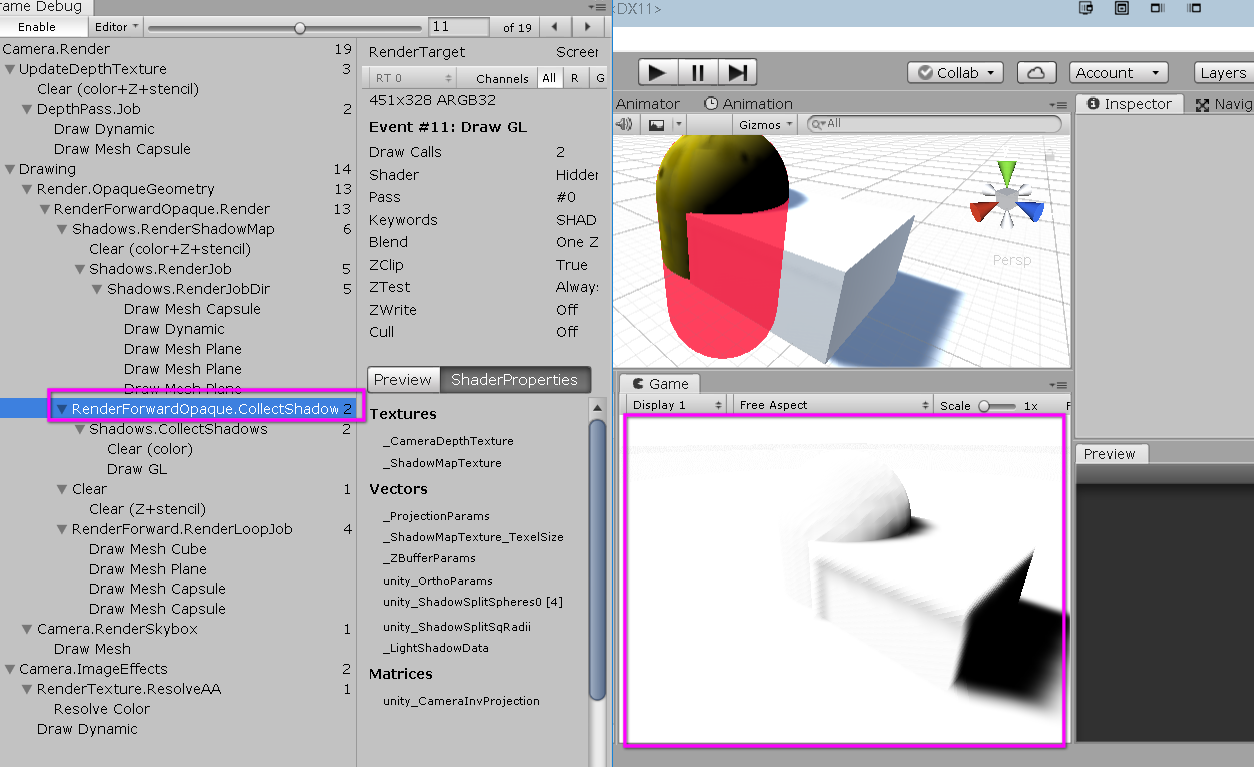 rame Debug
<DX11>
Enable
Editor
11
of 19
Camera.Render 19
UpdateDepthTexture 3
Clear (color+Z+stencil)
DepthPass.Job 2
Draw Dynamic
Draw Mesh Capsule
Drawing 14
Render.OpaqueGeometry 13
RenderForwardOpaque.Render 13
Shadows.RenderShadowMap 6
Clear (color+Z+stencil)
Shadows.RenderJob 5
Shadows.RenderJobDir 5
Draw Mesh Capsule
Draw Dynamic
Draw Mesh Plane
Draw Mesh Plane
Draw Mesh Plane
RenderForwardOpaque.CollectShadow 2
Shadows.CollectShadows 2
Clear (color)
Draw GL
Clear 1
Clear (Z+stencil)
RenderForward.RenderLoopJob 4
Draw Mesh Cube
Draw Mesh Plane
Draw Mesh Capsule
Draw Mesh Capsule
Camera.RenderSkybox 1
Draw Mesh
Camera.ImageEffects 2
RenderTexture.ResolveAA 1
Resolve Color
Draw Dynamic
RenderTarget Screen
RT 0 Channels All R G
451x328 ARGB32
Event #11: Draw GL
Draw Calls 2
Shader Hidden
Pass #0
Keywords SHAD
Blend One Z
ZClip True
ZTest Always
ZWrite Off
Cull Off
Preview ShaderProperties
Textures
_CameraDepthTexture
_ShadowMapTexture
Vectors
_ProjectionParams
_ShadowMapTexture_TexelSize
_ZBufferParams
unity_OrthoParams
unity_ShadowSplitSpheres0 [4]
unity_ShadowSplitSqRadii
_LightShadowData
Matrices
unity_CameraInvProjection
Collab Account Layers
Animator Animation
Gizmos All
Persp
Game
Display 1 Free Aspect Scale 1x
Inspector Navig
Preview